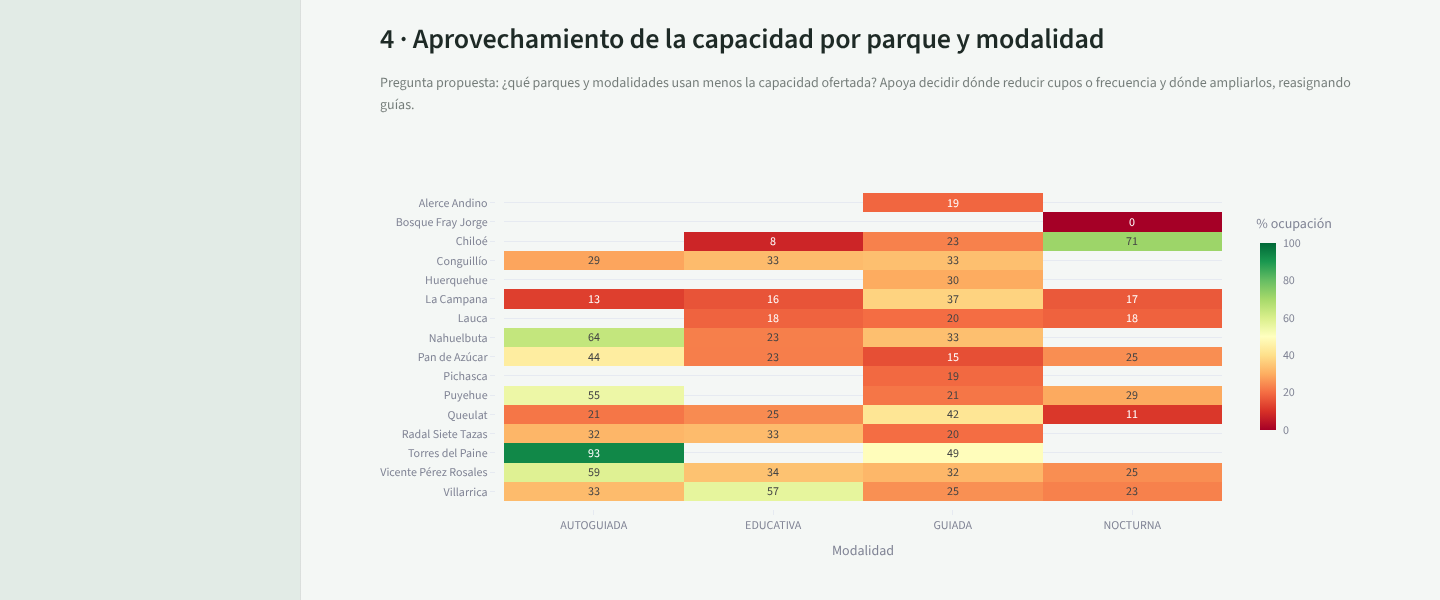 4 · Aprovechamiento de la capacidad por parque y modalidad
Pregunta propuesta: ¿qué parques y modalidades usan menos la capacidad ofertada? Apoya decidir dónde reducir cupos o frecuencia y dónde ampliarlos, reasignando
guías.
Alerce Andino 19
Bosque Fray Jorge 0
% ocupación
Chiloé 8 23 71
100
Conguillío 29 33 33
Huerquehue 30
80
La Campana 13 16 37 17
Lauca 18 20 18
60
Nahuelbuta 64 23 33
Pan de Azúcar 44 23 15 25
40
Pichasca 19
Puyehue 55 21 29
20
Queulat 21 25 42 11
Radal Siete Tazas 32 33 20
0
Torres del Paine 93 49
Vicente Pérez Rosales 59 34 32 25
Villarrica 33 57 25 23
AUTOGUIADA EDUCATIVA GUIADA NOCTURNA
Modalidad